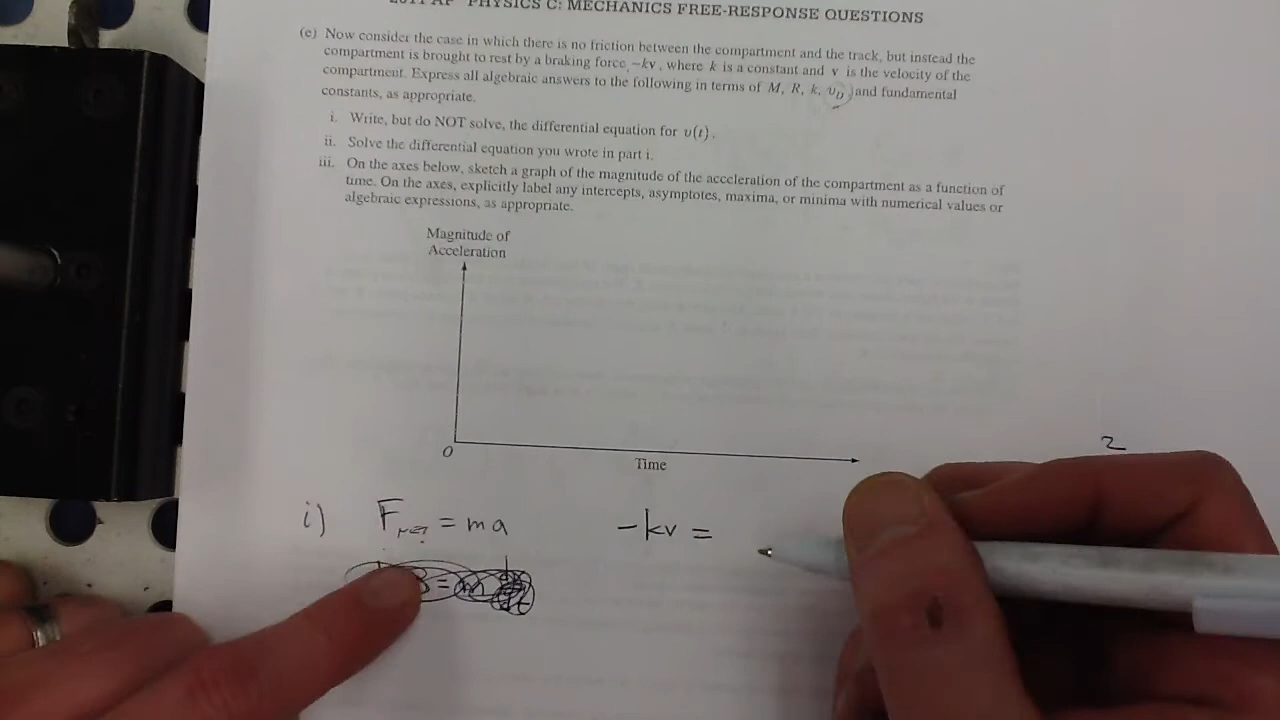 PHYSICS C: MECHANICS FREE-RESPONSE QUESTIONS
(e) Now consider the case in which there is no friction between the compartment and the track, but instead the
compartment is brought to rest by a braking force −kv, where k is a constant and v is the velocity of the
compartment. Express all algebraic answers to the following in terms of M, R, k, υ_D, and fundamental
constants, as appropriate.
i. Write, but do NOT solve, the differential equation for υ(t).
ii. Solve the differential equation you wrote in part i.
iii. On the axes below, sketch a graph of the magnitude of the acceleration of the compartment as a function of
time. On the axes, explicitly label any intercepts, asymptotes, maxima, or minima with numerical values or
algebraic expressions, as appropriate.
Magnitude of
Acceleration
O
Time
2
i) F_net = ma −kv =